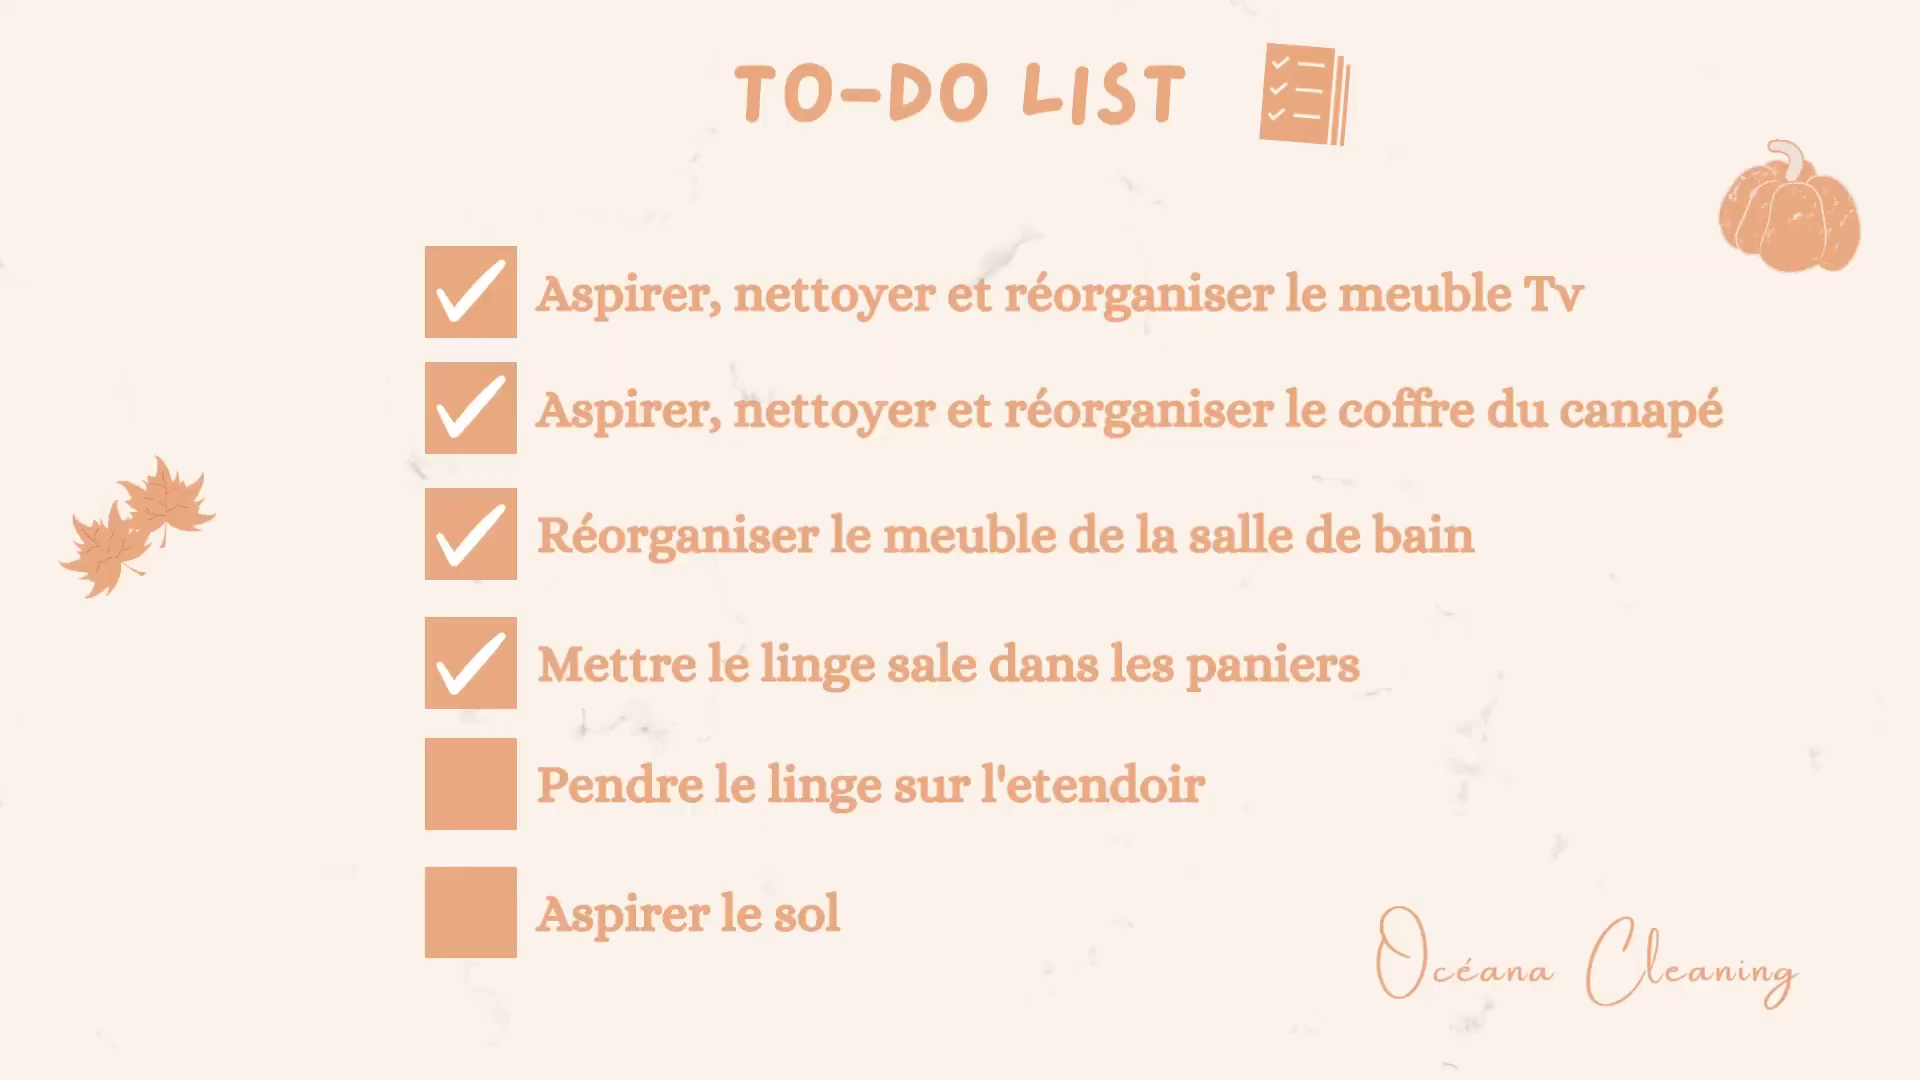 TO-DO LIST
Aspirer, nettoyer et réorganiser le meuble Tv
Aspirer, nettoyer et réorganiser le coffre du canapé
Réorganiser le meuble de la salle de bain
Mettre le linge sale dans les paniers
Pendre le linge sur l'etendoir
Aspirer le sol
Océana Cleaning